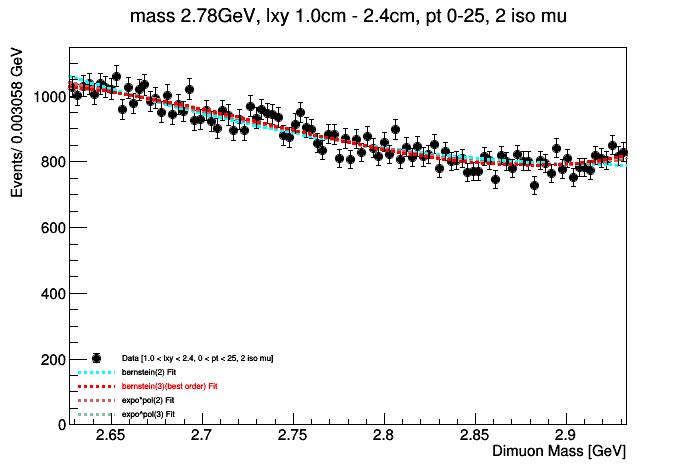 mass 2.78GeV, lxy 1.0cm - 2.4cm, pt 0-25, 2 iso mu
Events/ 0.003058 GeV
1000
800
600
400
200
0
Data [1.0 < lxy < 2.4, 0 < pt < 25, 2 iso mu]
bernstein(2) Fit
bernstein(3)(best order) Fit
expo*pol(2) Fit
expo*pol(3) Fit
2.65 2.7 2.75 2.8 2.85 2.9
Dimuon Mass [GeV]